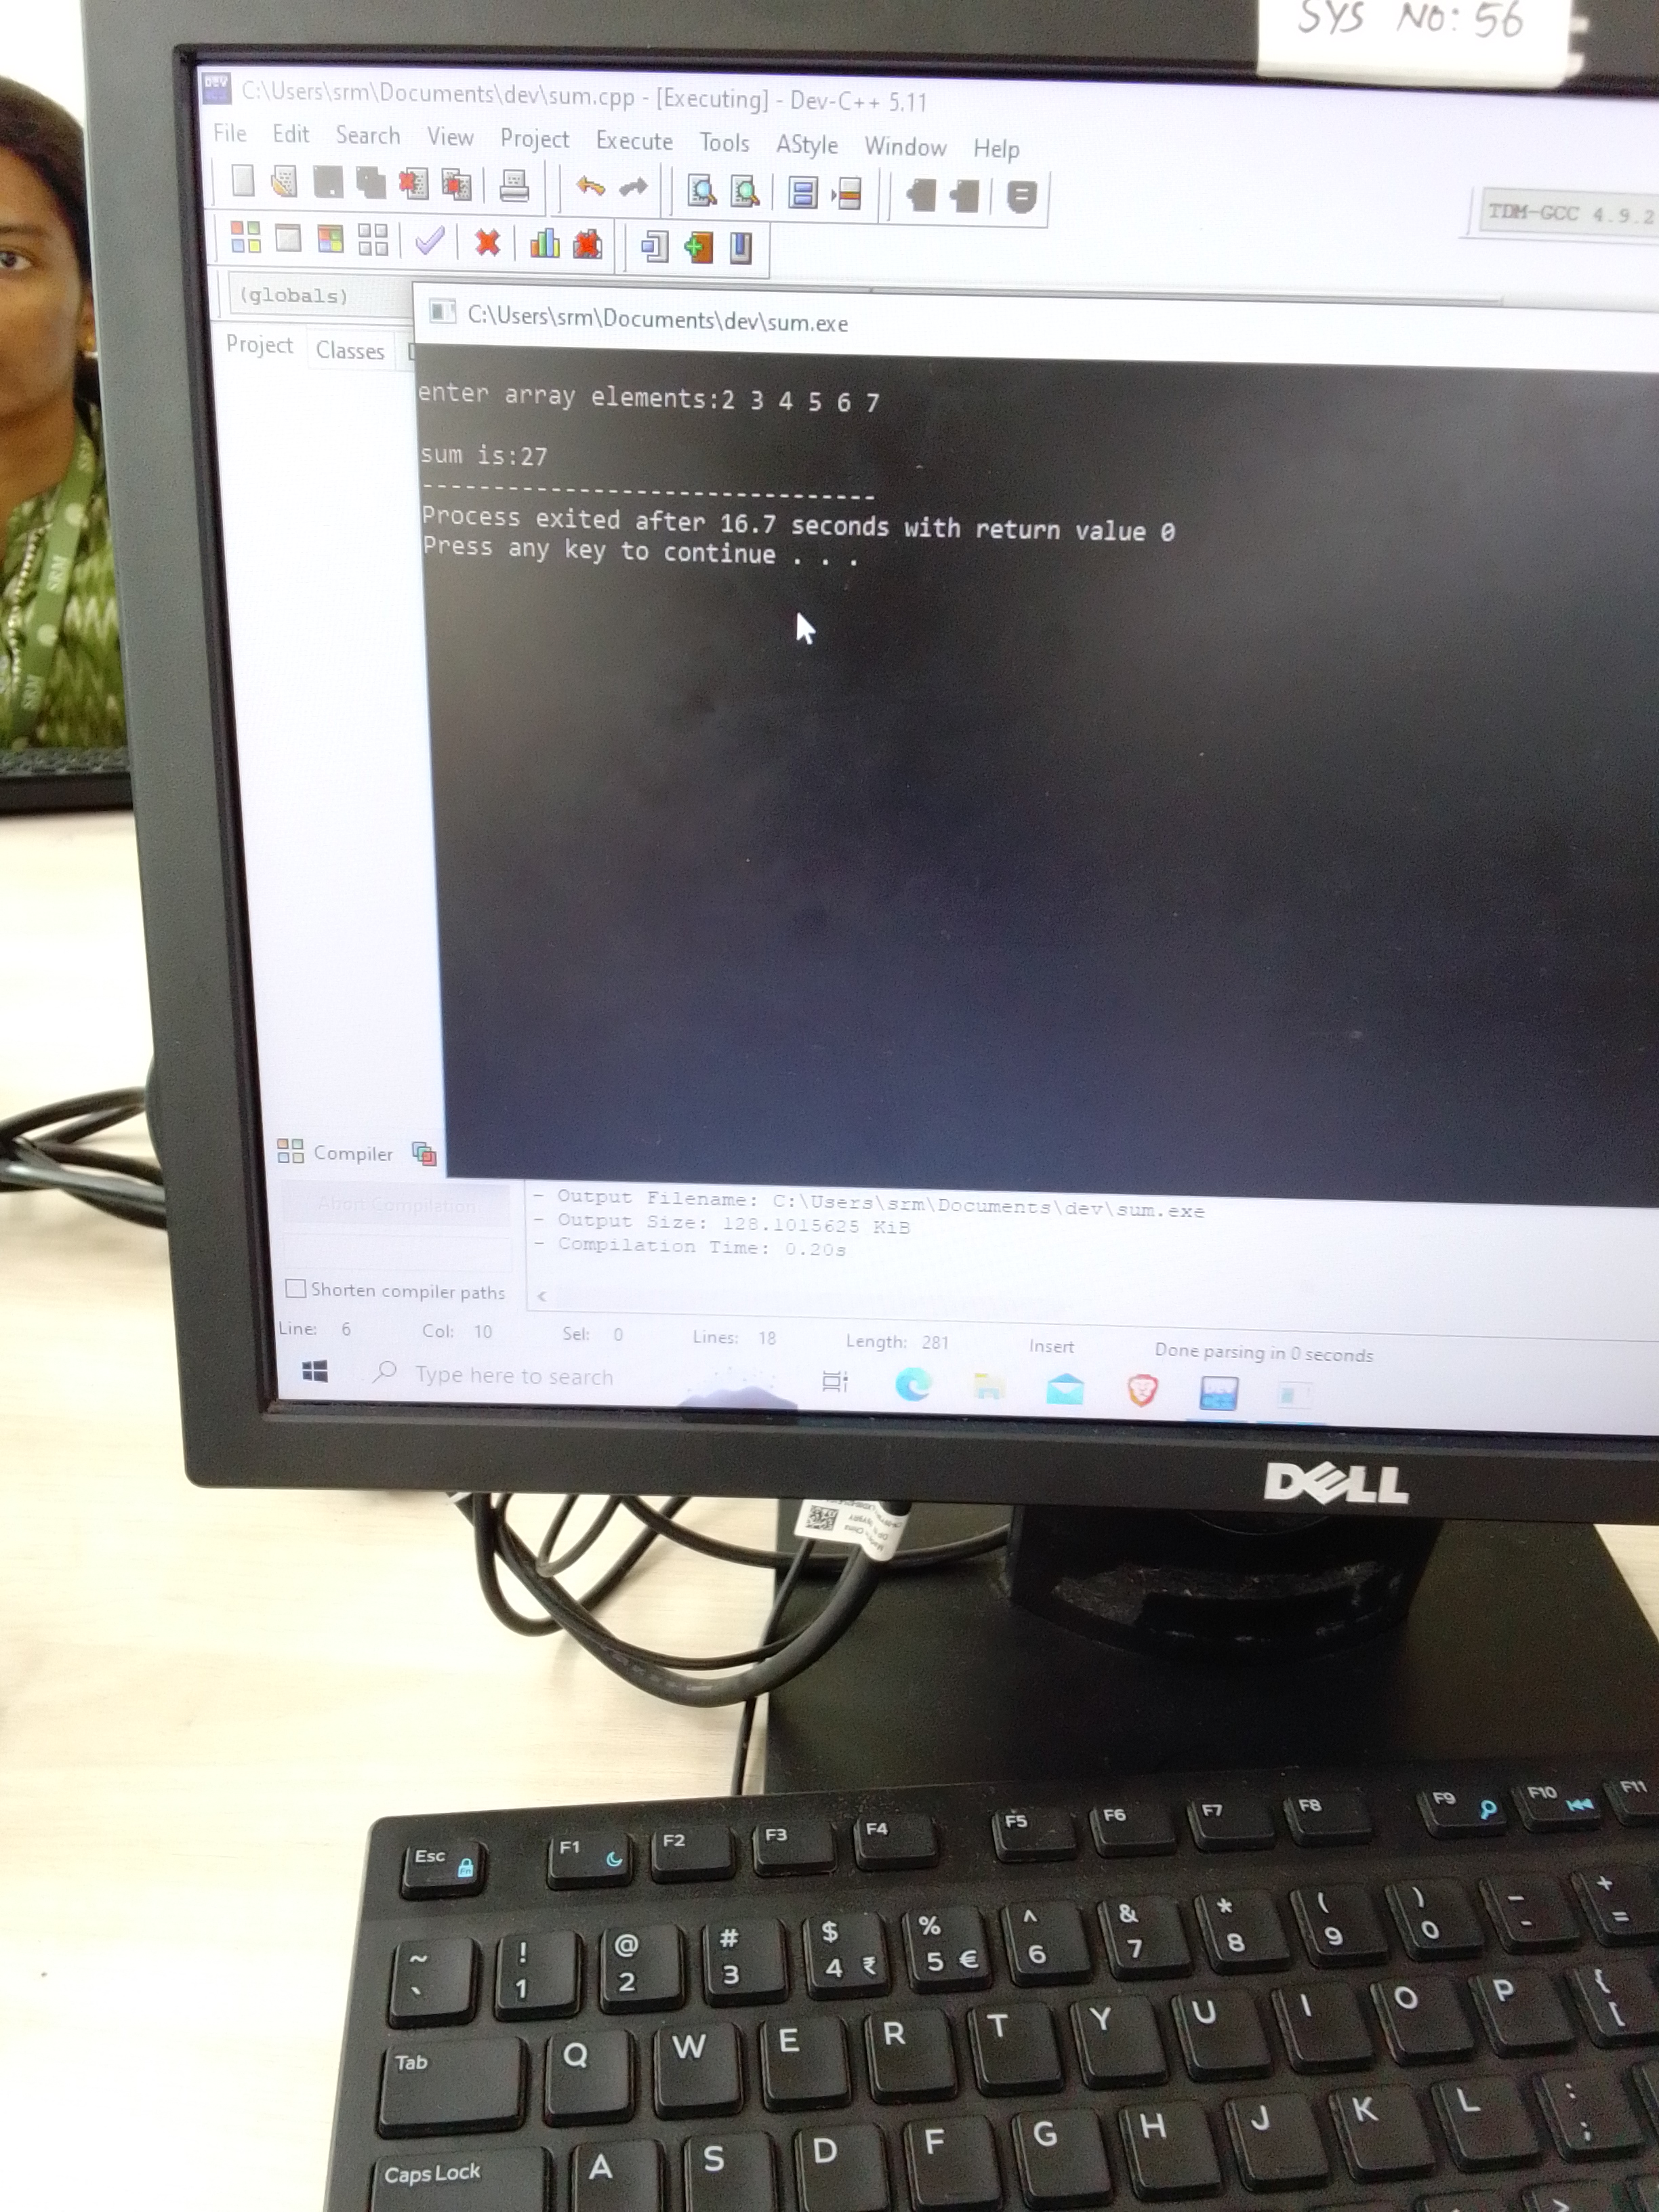 SYS NO: 56
C:\Users\srm\Documents\dev\sum.cpp - [Executing] - Dev-C++ 5.11
File Edit Search View Project Execute Tools AStyle Window Help
TDM-GCC 4.9.2
(globals)
C:\Users\srm\Documents\dev\sum.exe
Project Classes
enter array elements:2 3 4 5 6 7
sum is:27
--------------------------------
Process exited after 16.7 seconds with return value 0
Press any key to continue . . .
Compiler
Abort Compilation
- Output Filename: C:\Users\srm\Documents\dev\sum.exe
- Output Size: 128.1015625 KiB
- Compilation Time: 0.20s
Shorten compiler paths
Line: 6 Col: 10 Sel: 0 Lines: 18 Length: 281 Insert Done parsing in 0 seconds
Type here to search
DELL
SRM
SRM
SRM
Esc F1 F2 F3 F4 F5 F6 F7 F8 F9 F10 F11
~ ! @ # $ % ^ & * ( ) _ +
` 1 2 3 4 ₹ 5 € 6 7 8 9 0 - =
Tab Q W E R T Y U I O P { [
Caps Lock A S D F G H J K L : ;
>